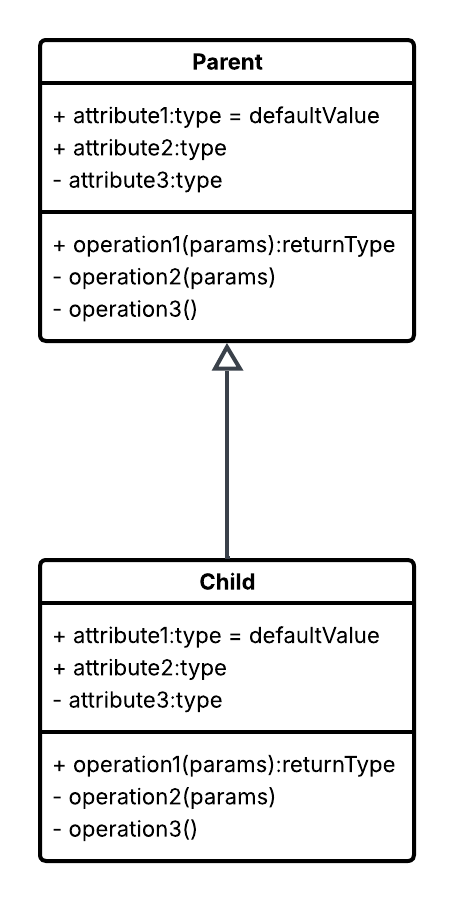 Parent
+ attribute1:type = defaultValue
+ attribute2:type
- attribute3:type
+ operation1(params):returnType
- operation2(params)
- operation3()
Child
+ attribute1:type = defaultValue
+ attribute2:type
- attribute3:type
+ operation1(params):returnType
- operation2(params)
- operation3()